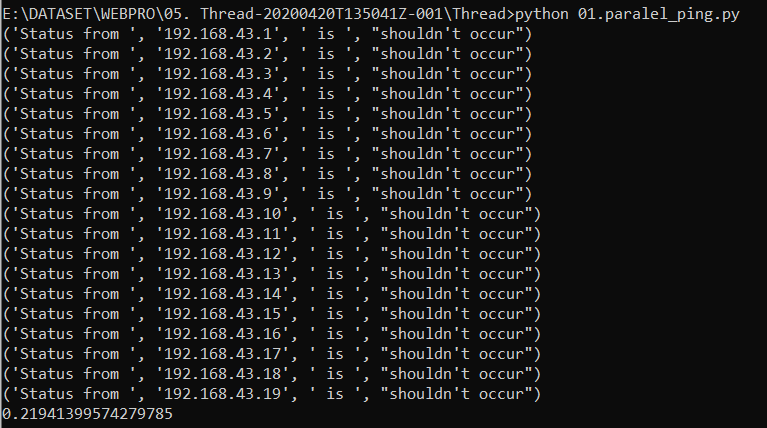 E:\DATASET\WEBPRO\05. Thread-20200420T135041Z-001\Thread>python 01.paralel_ping.py
('Status from ', '192.168.43.1', ' is ', "shouldn't occur")
('Status from ', '192.168.43.2', ' is ', "shouldn't occur")
('Status from ', '192.168.43.3', ' is ', "shouldn't occur")
('Status from ', '192.168.43.4', ' is ', "shouldn't occur")
('Status from ', '192.168.43.5', ' is ', "shouldn't occur")
('Status from ', '192.168.43.6', ' is ', "shouldn't occur")
('Status from ', '192.168.43.7', ' is ', "shouldn't occur")
('Status from ', '192.168.43.8', ' is ', "shouldn't occur")
('Status from ', '192.168.43.9', ' is ', "shouldn't occur")
('Status from ', '192.168.43.10', ' is ', "shouldn't occur")
('Status from ', '192.168.43.11', ' is ', "shouldn't occur")
('Status from ', '192.168.43.12', ' is ', "shouldn't occur")
('Status from ', '192.168.43.13', ' is ', "shouldn't occur")
('Status from ', '192.168.43.14', ' is ', "shouldn't occur")
('Status from ', '192.168.43.15', ' is ', "shouldn't occur")
('Status from ', '192.168.43.16', ' is ', "shouldn't occur")
('Status from ', '192.168.43.17', ' is ', "shouldn't occur")
('Status from ', '192.168.43.18', ' is ', "shouldn't occur")
('Status from ', '192.168.43.19', ' is ', "shouldn't occur")
0.21941399574279785